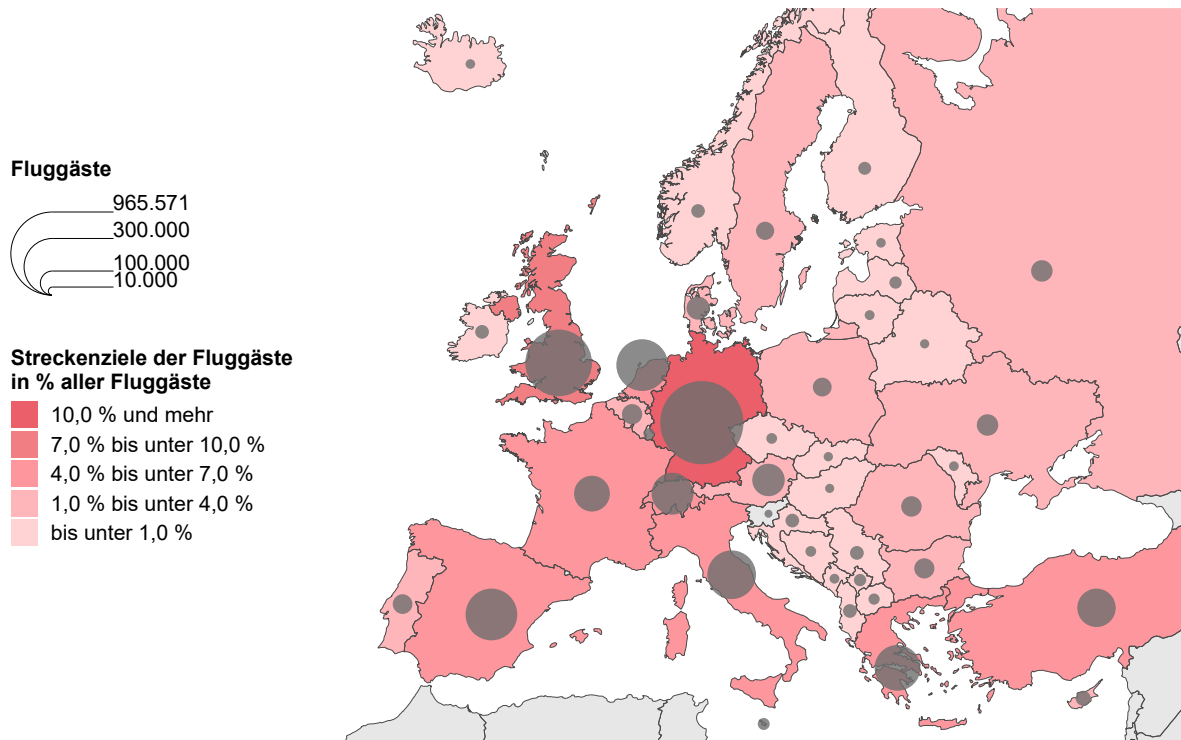 Fluggäste
965.571
300.000
100.000
10.000
Streckenziele der Fluggäste
in % aller Fluggäste
10,0 % und mehr
7,0 % bis unter 10,0 %
4,0 % bis unter 7,0 %
1,0 % bis unter 4,0 %
bis unter 1,0 %